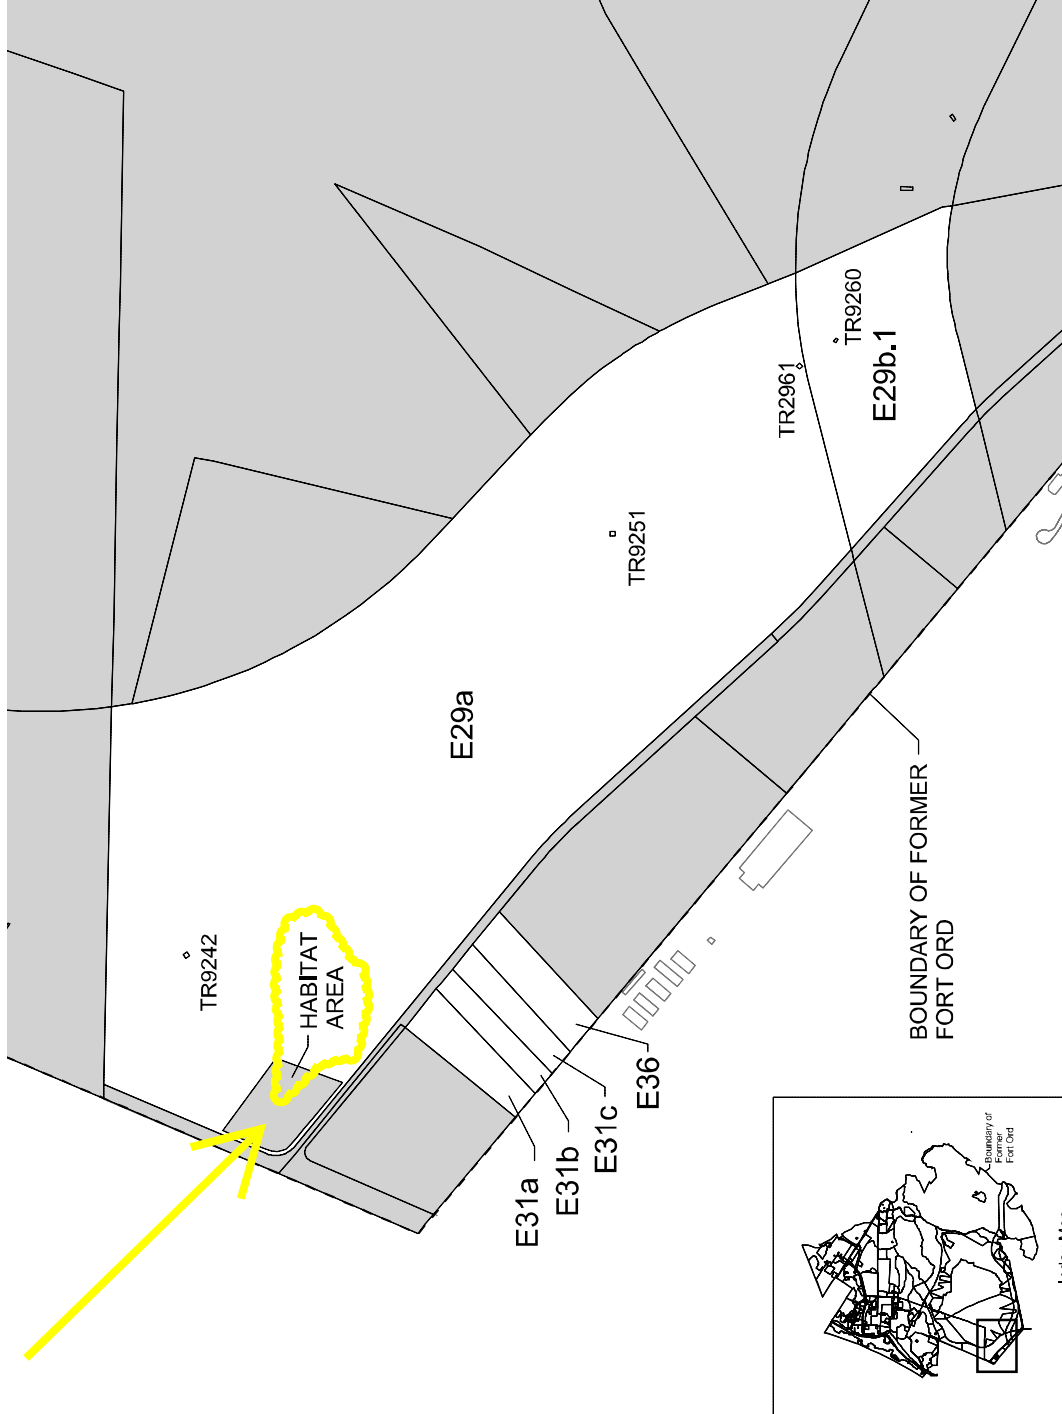 TR9260
E29b.1
TR2961
TR9251
E29a
TR9242
HABITAT
AREA
BOUNDARY OF FORMER
FORT ORD
E36
E31c
E31b
E31a
Boundary of
Former
Fort Ord